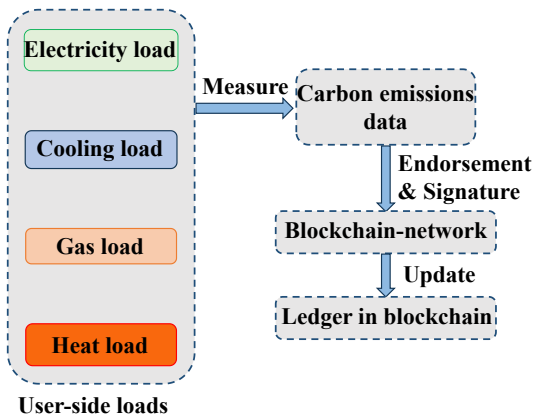 Electricity load
Cooling load
Gas load
Heat load
User-side loads
Measure
Carbon emissions
data
Endorsement
& Signature
Blockchain-network
Update
Ledger in blockchain